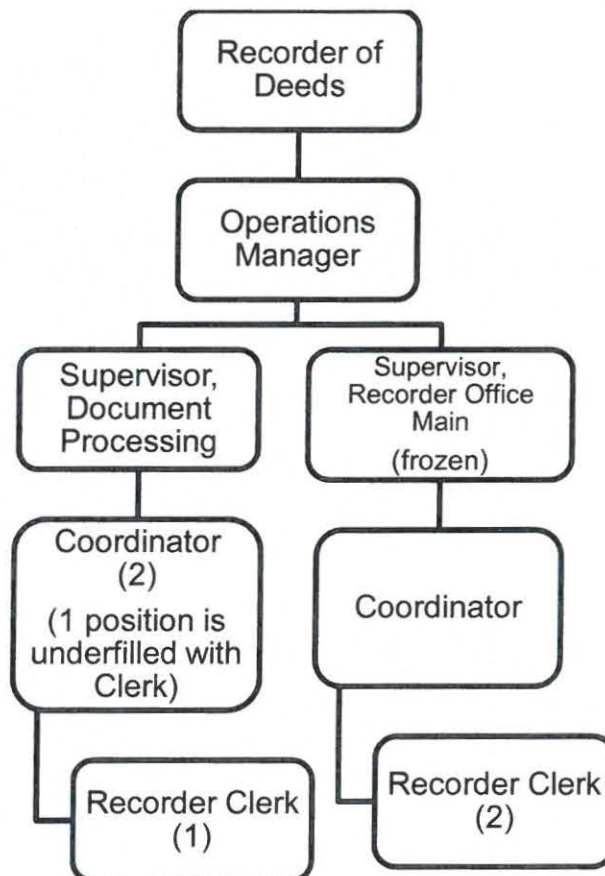 Recorder of
Deeds
Operations
Manager
Supervisor,
Document
Processing
Supervisor,
Recorder Office
Main
(frozen)
Coordinator
(2)
(1 position is
underfilled with
Clerk)
Coordinator
Recorder Clerk
(1)
Recorder Clerk
(2)